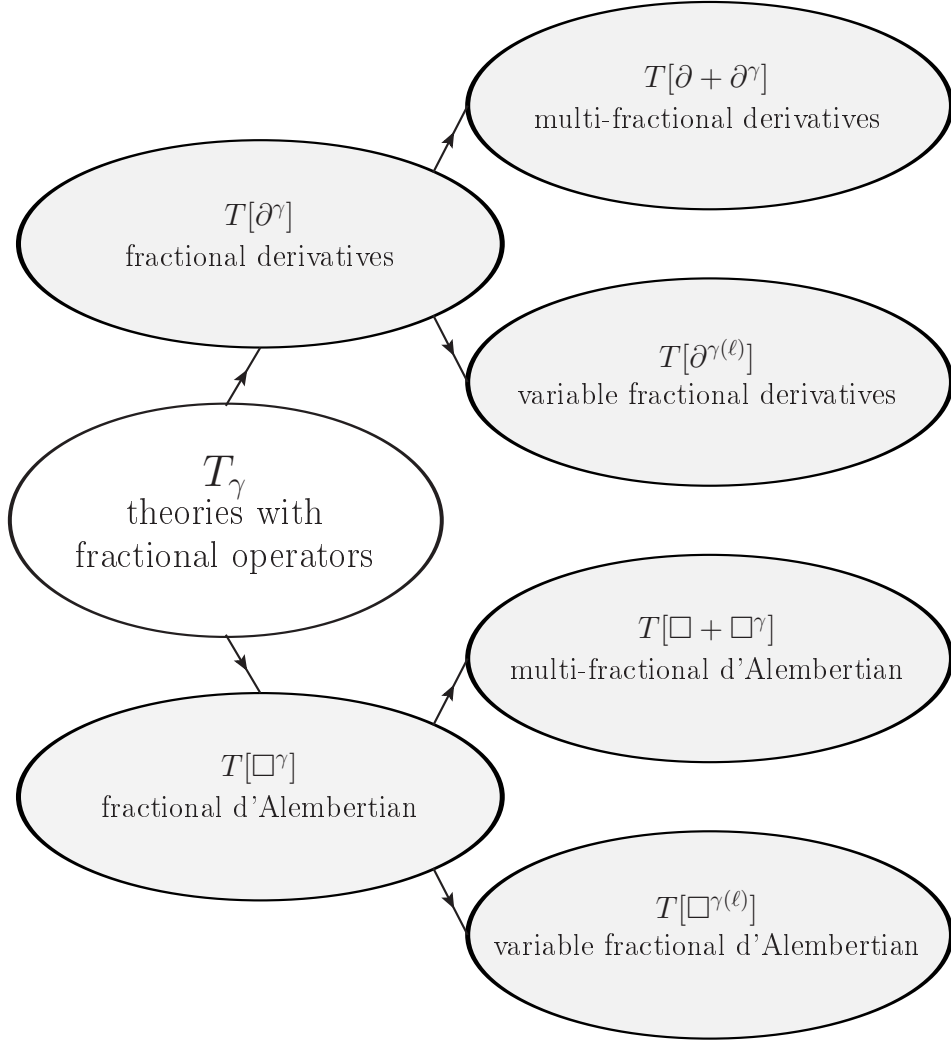 T[∂ + ∂^γ]
multi-fractional derivatives
T[∂^γ]
fractional derivatives
T[∂^{γ(ℓ)}]
variable fractional derivatives
T_γ
theories with
fractional operators
T[□ + □^γ]
multi-fractional d'Alembertian
T[□^γ]
fractional d'Alembertian
T[□^{γ(ℓ)}]
variable fractional d'Alembertian